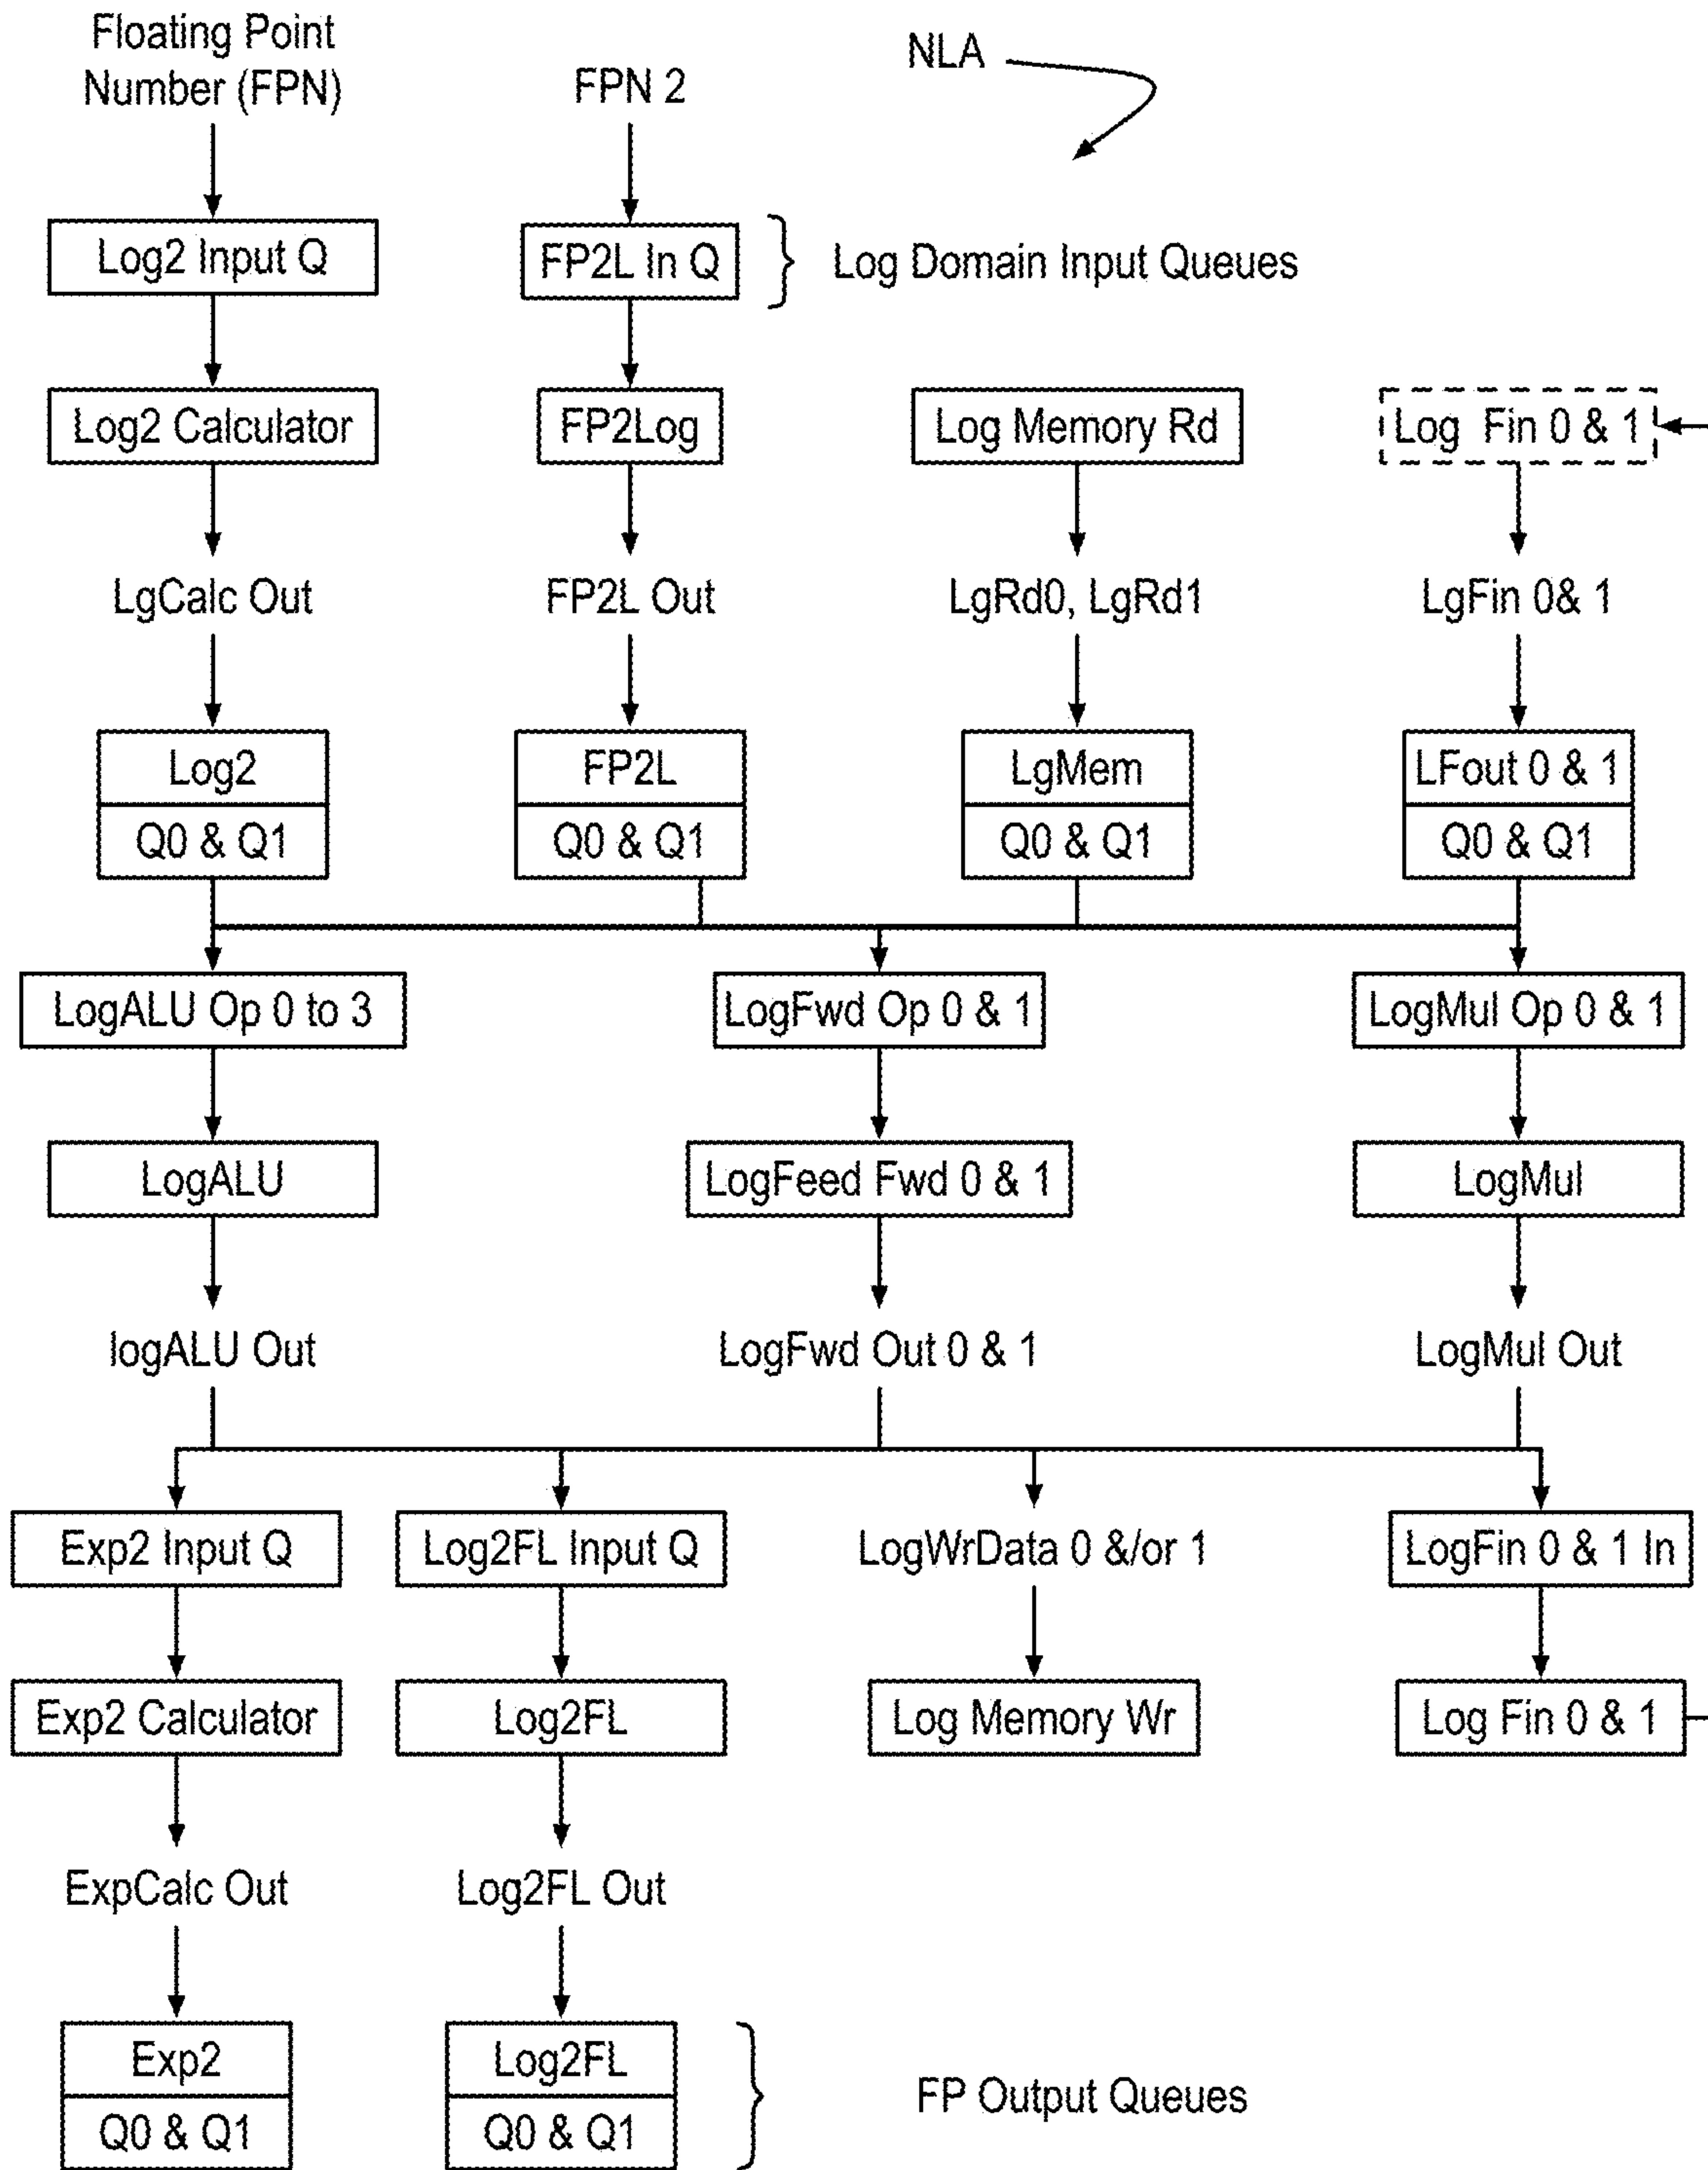 Floating Point
Number (FPN)
FPN 2
NLA
Log2 Input Q
FP2L In Q
Log Domain Input Queues
Log2 Calculator
FP2Log
Log Memory Rd
Log Fin 0 & 1
LgCalc Out
FP2L Out
LgRd0, LgRd1
LgFin 0& 1
Log2
Q0 & Q1
FP2L
Q0 & Q1
LgMem
Q0 & Q1
LFout 0 & 1
Q0 & Q1
LogALU Op 0 to 3
LogFwd Op 0 & 1
LogMul Op 0 & 1
LogALU
LogFeed Fwd 0 & 1
LogMul
logALU Out
LogFwd Out 0 & 1
LogMul Out
Exp2 Input Q
Log2FL Input Q
LogWrData 0 &/or 1
LogFin 0 & 1 In
Exp2 Calculator
Log2FL
Log Memory Wr
Log Fin 0 & 1
ExpCalc Out
Log2FL Out
Exp2
Q0 & Q1
Log2FL
Q0 & Q1
FP Output Queues